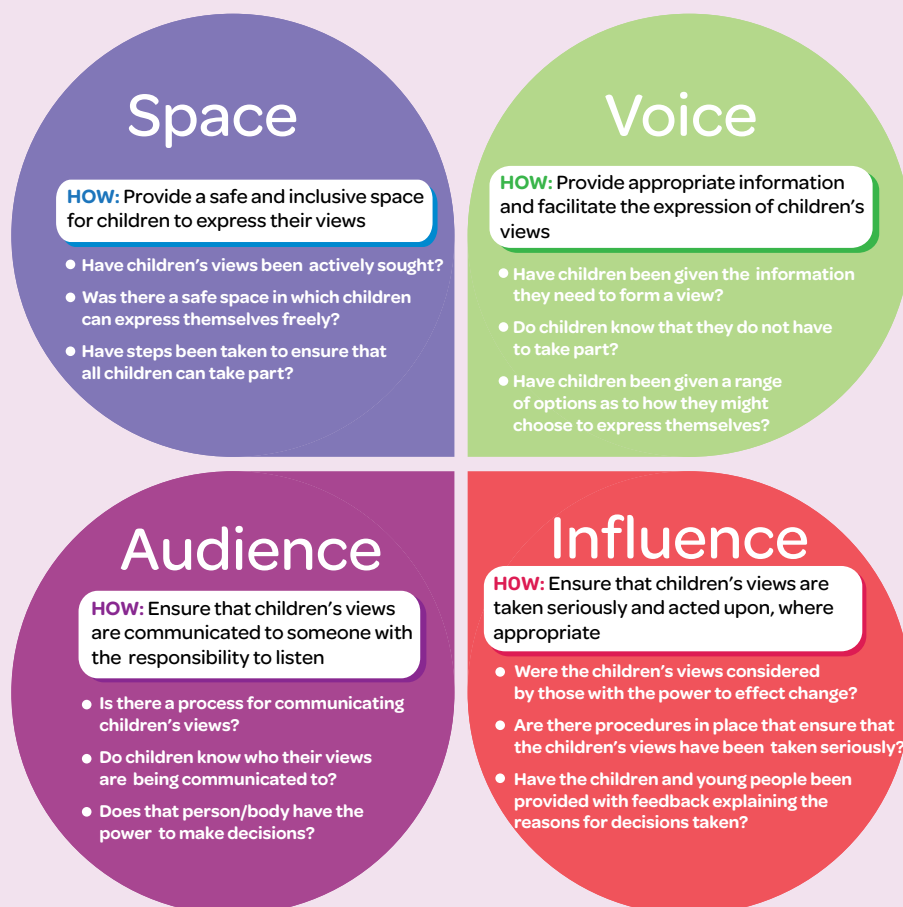 Space
HOW: Provide a safe and inclusive space
for children to express their views
• Have children's views been actively sought?
• Was there a safe space in which children
can express themselves freely?
• Have steps been taken to ensure that
all children can take part?
Voice
HOW: Provide appropriate information
and facilitate the expression of children's
views
• Have children been given the information
they need to form a view?
• Do children know that they do not have
to take part?
• Have children been given a range
of options as to how they might
choose to express themselves?
Audience
HOW: Ensure that children's views
are communicated to someone with
the responsibility to listen
• Is there a process for communicating
children's views?
• Do children know who their views
are being communicated to?
• Does that person/body have the
power to make decisions?
Influence
HOW: Ensure that children's views are
taken seriously and acted upon, where
appropriate
• Were the children's views considered
by those with the power to effect change?
• Are there procedures in place that ensure that
the children's views have been taken seriously?
• Have the children and young people been
provided with feedback explaining the
reasons for decisions taken?